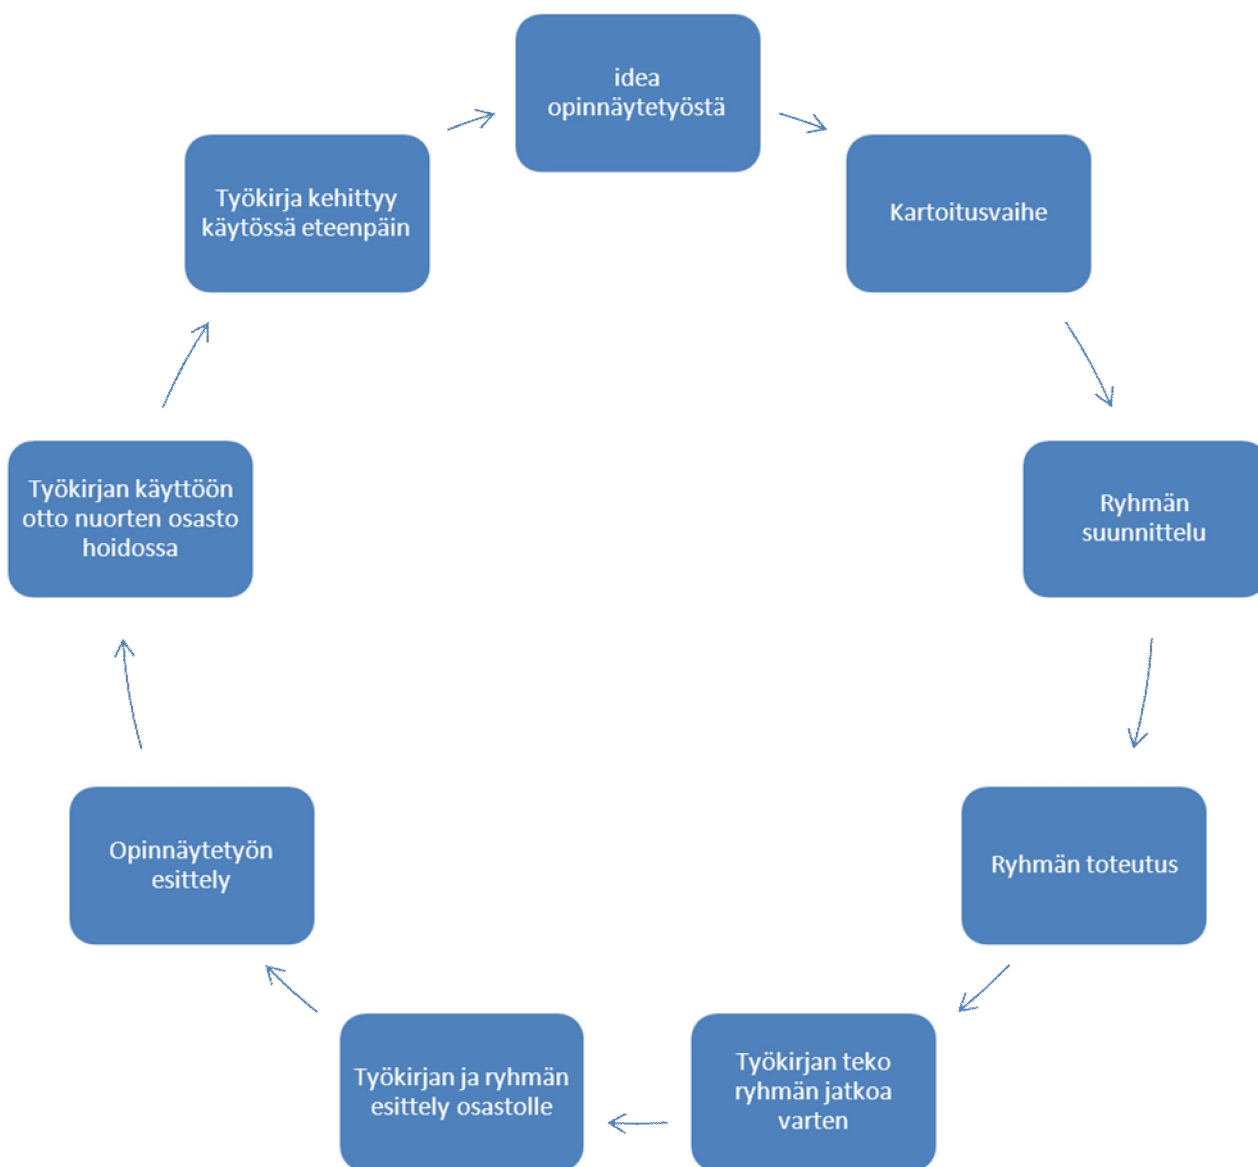 idea
opinnäytetyöstä
Kartoitusvaihe
Ryhmän
suunnittelu
Ryhmän toteutus
Työkirjan teko
ryhmän jatkoa
varten
Työkirjan ja ryhmän
esittely osastolle
Opinnäytetyön
esittely
Työkirjan käyttöön
otto nuorten osasto
hoidossa
Työkirja kehittyy
käytössä eteenpäin